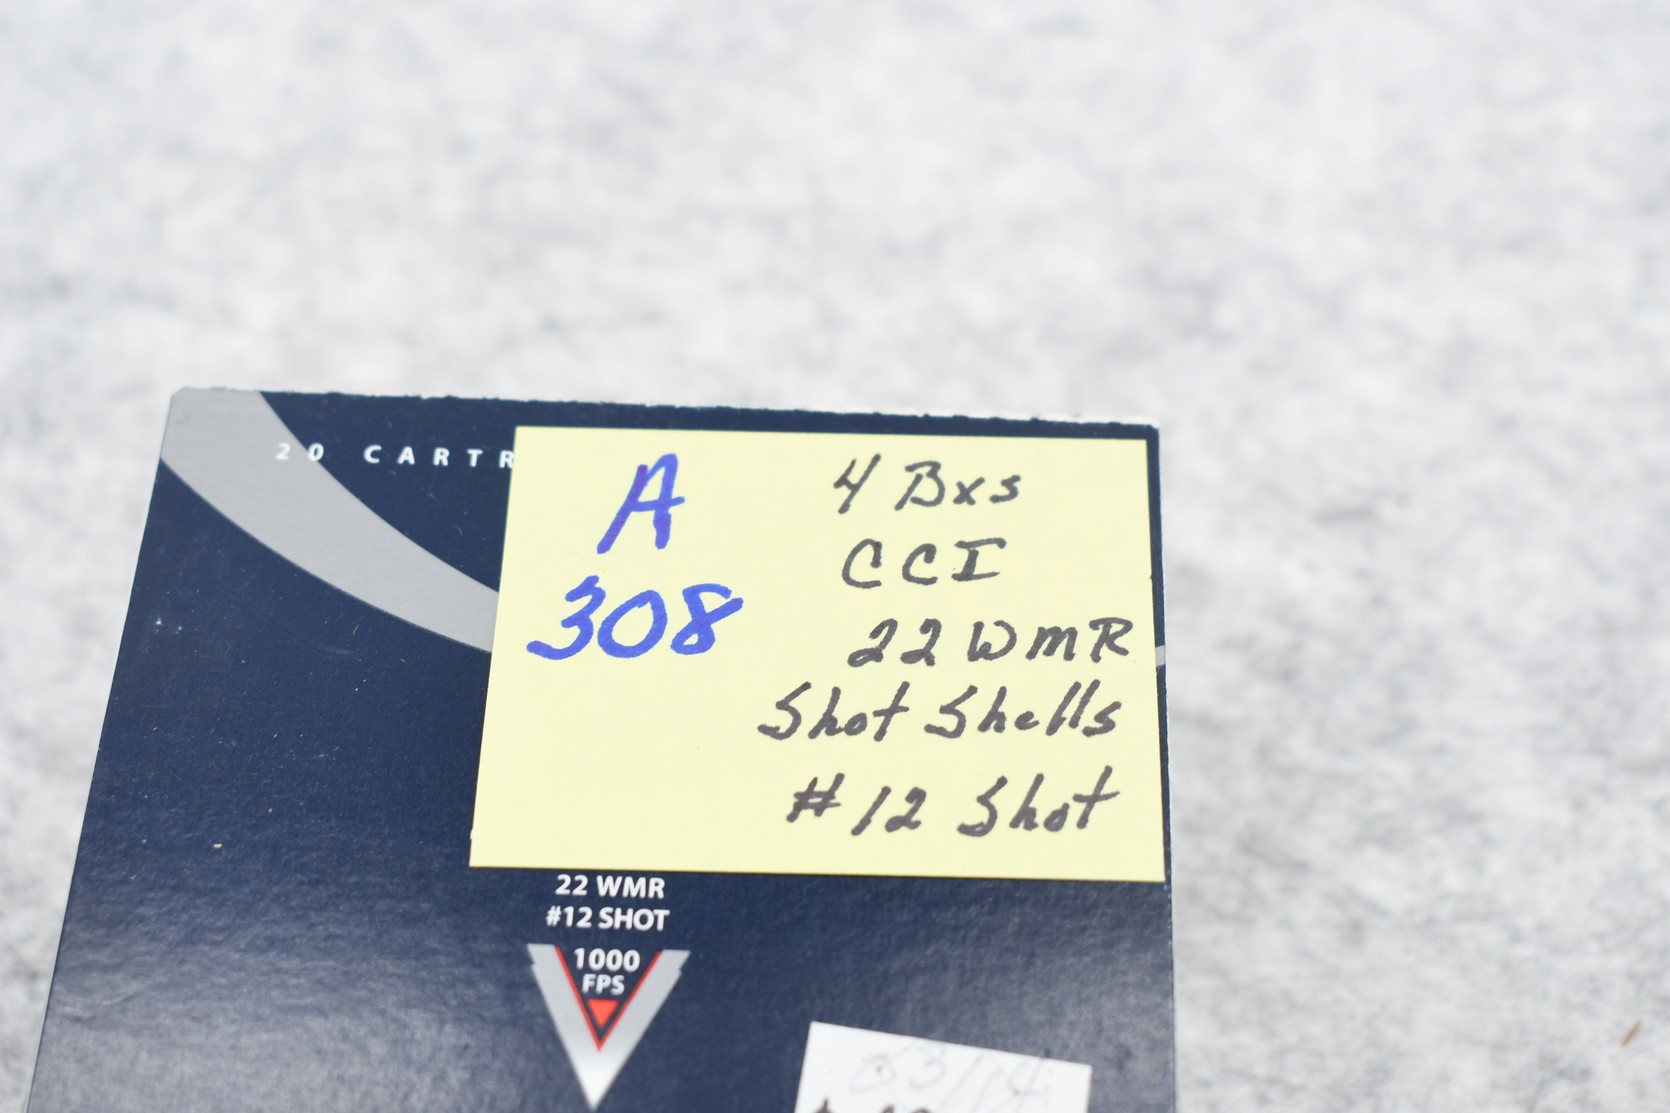 20 CARTR
A
308
4 Bxs
CCI
22 WMR
Shot Shells
#12 Shot
22 WMR
#12 SHOT
1000
FPS